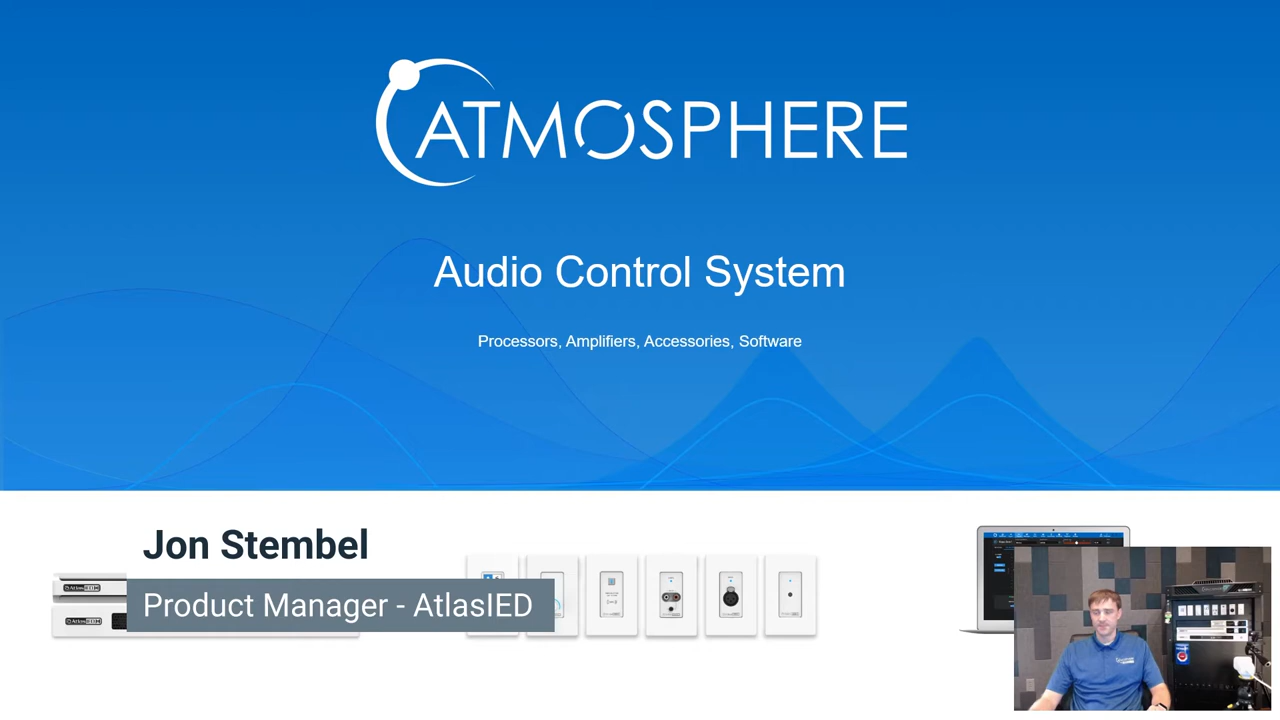 ATMOSPHERE
Audio Control System
Processors, Amplifiers, Accessories, Software
Jon Stembel
Product Manager - AtlasIED